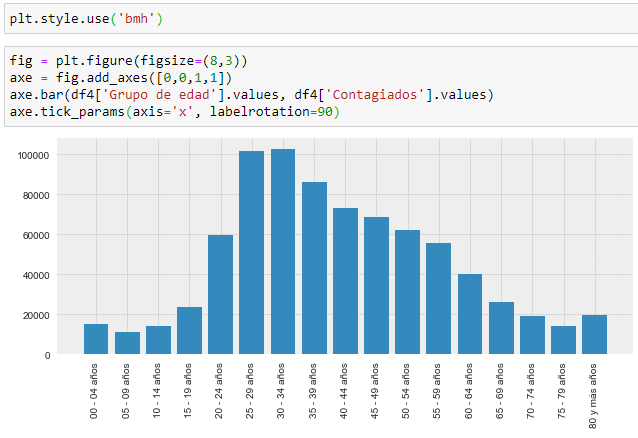 plt.style.use('bmh')
fig = plt.figure(figsize=(8,3))
axe = fig.add_axes([0,0,1,1])
axe.bar(df4['Grupo de edad'].values, df4['Contagiados'].values)
axe.tick_params(axis='x', labelrotation=90)
100000
80000
60000
40000
20000
0
00 - 04 años
05 - 09 años
10 - 14 años
15 - 19 años
20 - 24 años
25 - 29 años
30 - 34 años
35 - 39 años
40 - 44 años
45 - 49 años
50 - 54 años
55 - 59 años
60 - 64 años
65 - 69 años
70 - 74 años
75 - 79 años
80 y más años